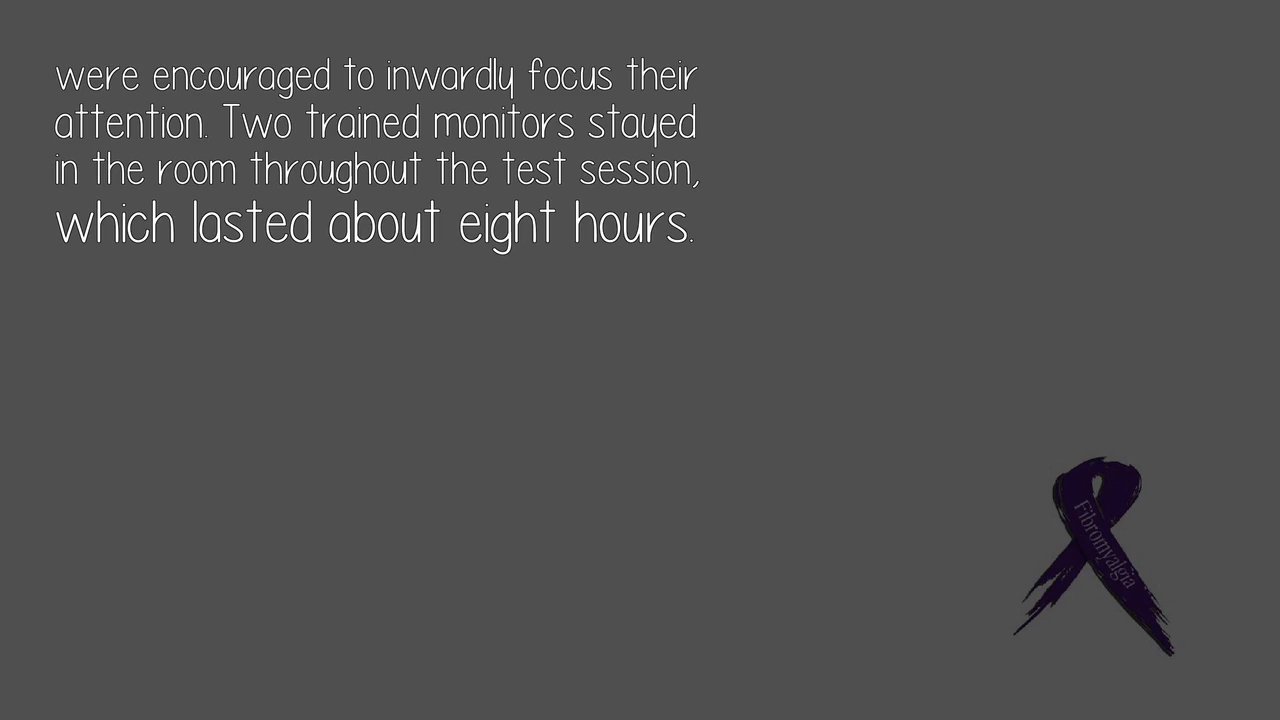 were encouraged to inwardly focus their
attention. Two trained monitors stayed
in the room throughout the test session,
which lasted about eight hours.
Fibromyalgia